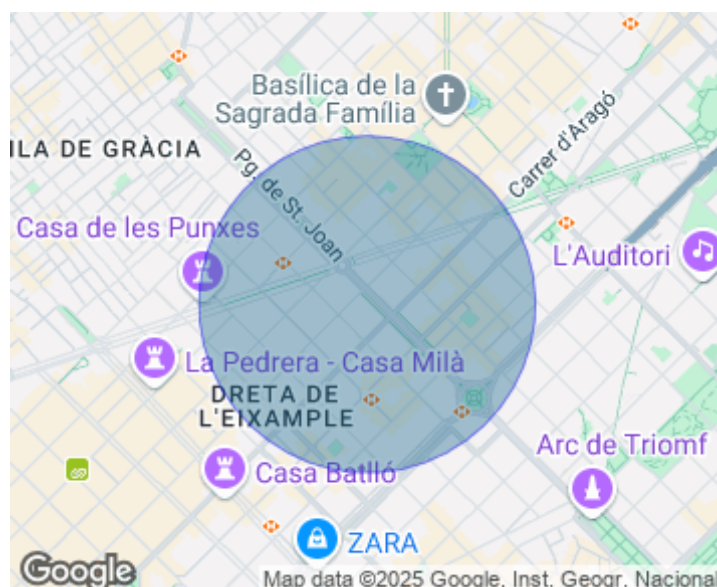 Basílica de la
Sagrada Família
Carrer d'Aragó
ILA DE GRÀCIA
Pg. de St. Joan
Casa de les Punxes
L'Auditori
La Pedrera - Casa Milà
DRETA DE
L'EIXAMPLE
Arc de Triomf
Casa Batlló
ZARA
Google
Map data ©2025 Google, Inst. Geogr. Nacional